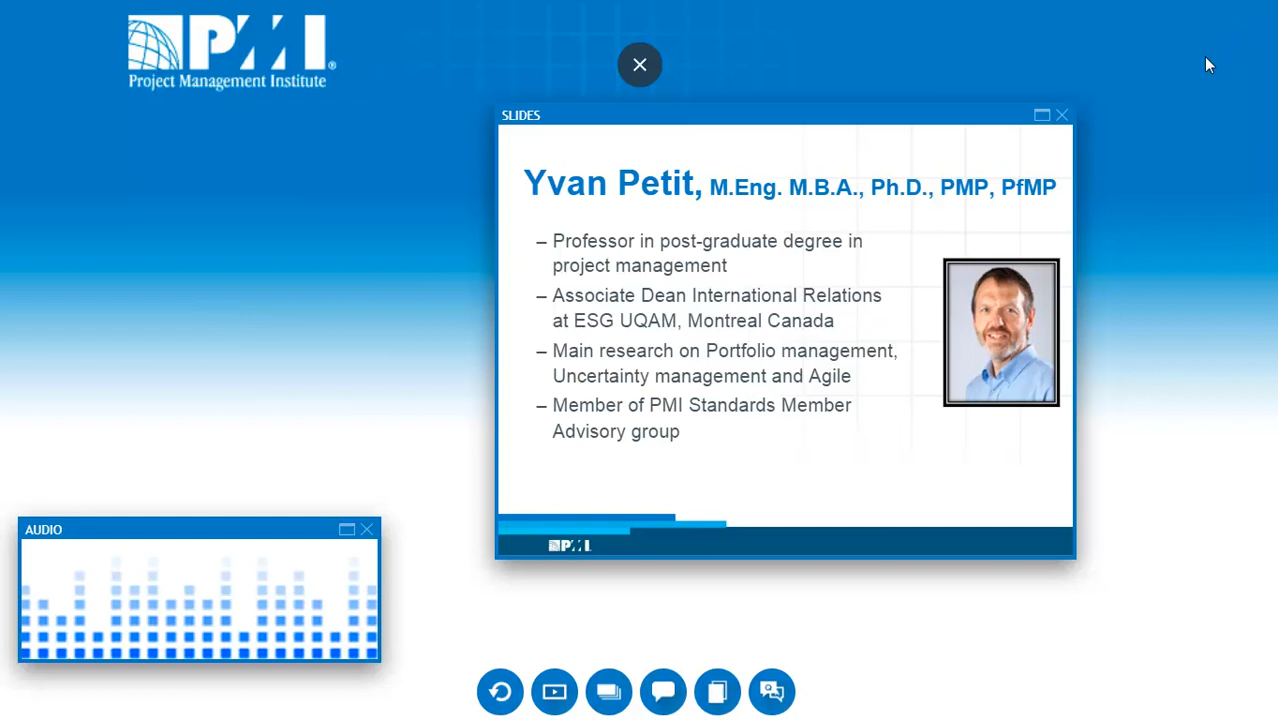 PMI®
Project Management Institute
SLIDES
Yvan Petit, M.Eng. M.B.A., Ph.D., PMP, PfMP
– Professor in post-graduate degree in
project management
– Associate Dean International Relations
at ESG UQAM, Montreal Canada
– Main research on Portfolio management,
Uncertainty management and Agile
– Member of PMI Standards Member
Advisory group
PMI
AUDIO